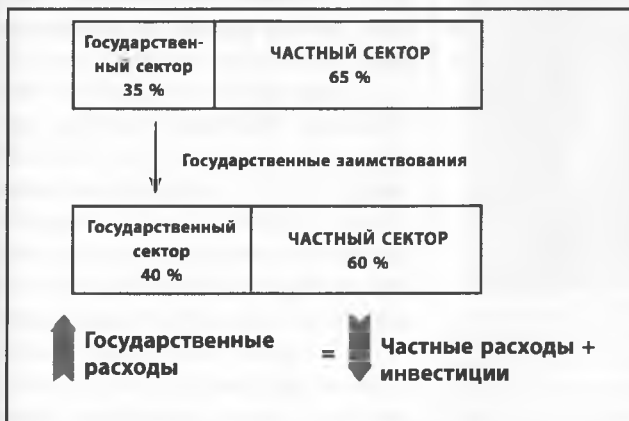 Государствен-
ный сектор
35 %
ЧАСТНЫЙ СЕКТОР
65 %
Государственные заимствования
Государственный
сектор
40 %
ЧАСТНЫЙ СЕКТОР
60 %
Государственные
расходы
=
Частные расходы +
инвестиции